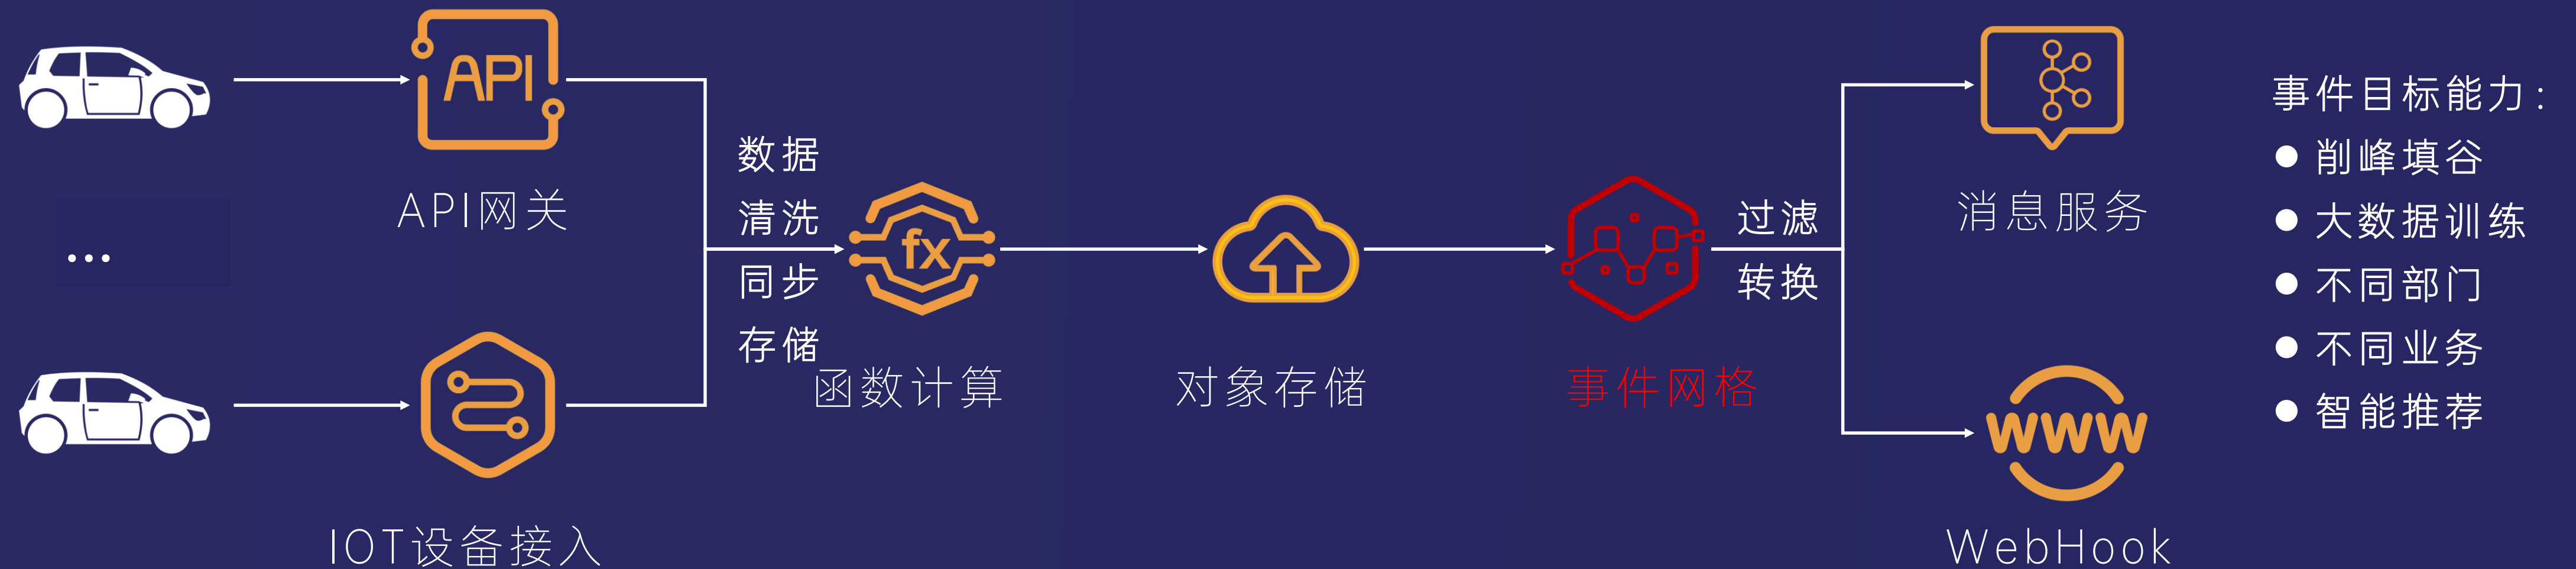 API
API网关
...
IOT设备接入
数据
清洗
同步
存储
fx
函数计算
对象存储
事件网格
过滤
转换
消息服务
www
WebHook
事件目标能力：
● 削峰填谷
● 大数据训练
● 不同部门
● 不同业务
● 智能推荐